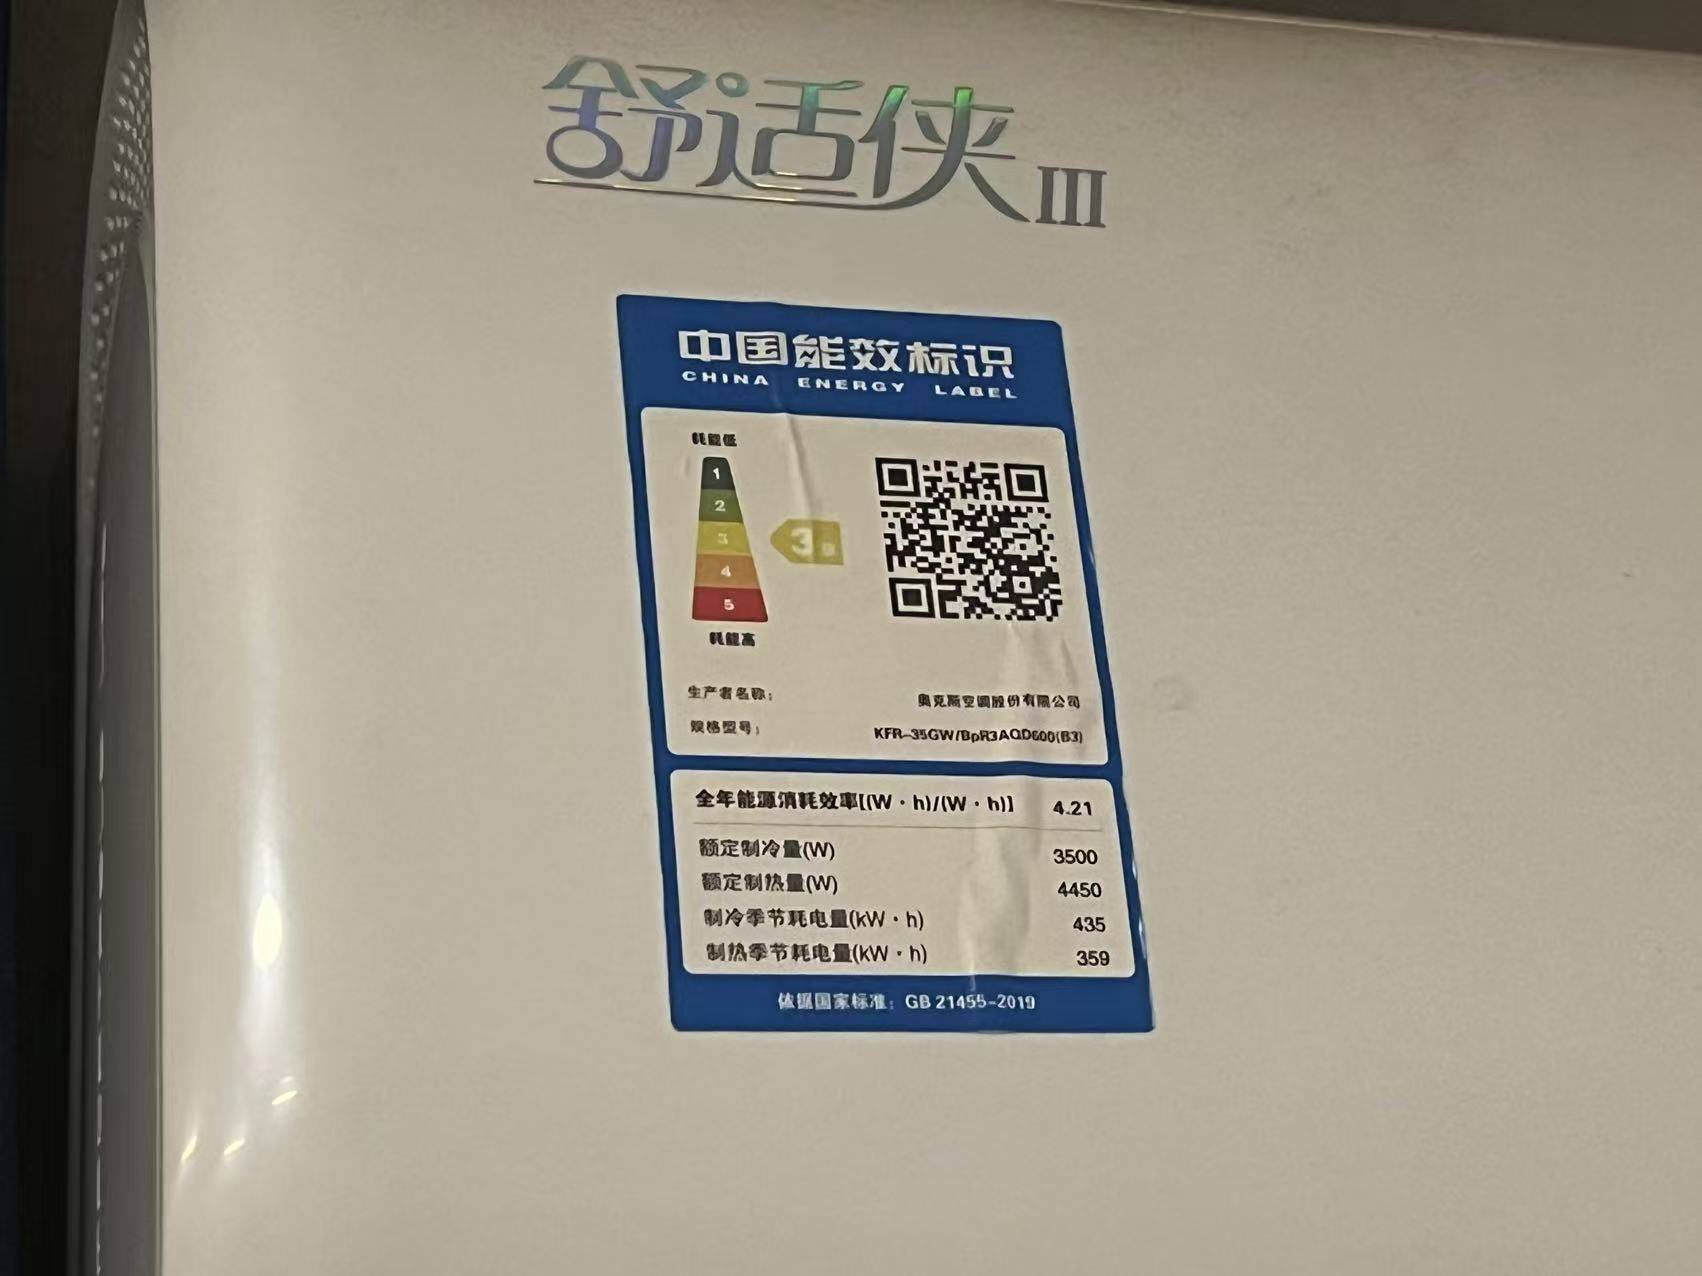 舒适侠III
中国能效标识
CHINA ENERGY LABEL
耗能低
1
2
3
4
5
3级
耗能高
生产者名称: 奥克斯空调股份有限公司
规格型号: KFR-35GW/BpR3AQD600(B3)
全年能源消耗效率[(W·h)/(W·h)] 4.21
额定制冷量(W) 3500
额定制热量(W) 4450
制冷季节耗电量(kW·h) 435
制热季节耗电量(kW·h) 359
依据国家标准: GB 21455-2019